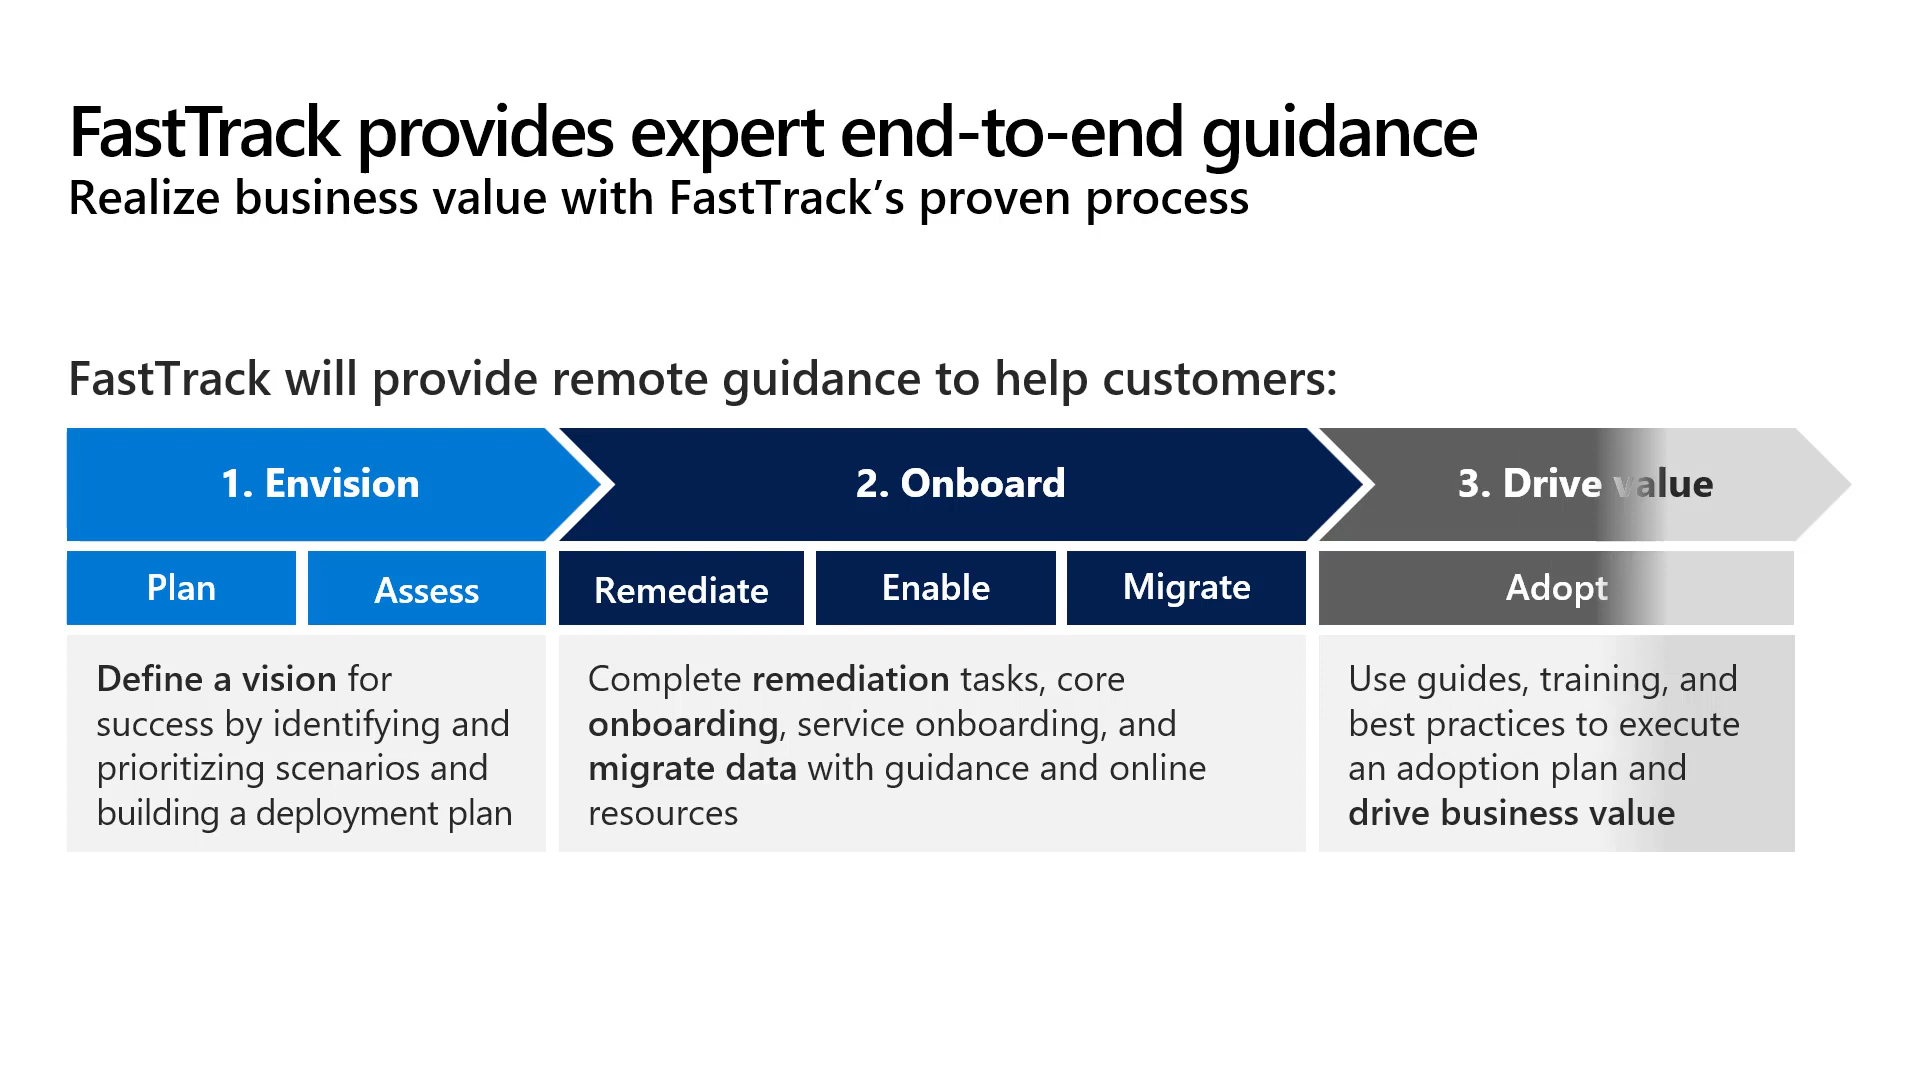 FastTrack provides expert end-to-end guidance
Realize business value with FastTrack’s proven process
FastTrack will provide remote guidance to help customers:
1. Envision
2. Onboard
3. Drive value
Plan
Assess
Remediate
Enable
Migrate
Adopt
Define a vision for
success by identifying and
prioritizing scenarios and
building a deployment plan
Complete remediation tasks, core
onboarding, service onboarding, and
migrate data with guidance and online
resources
Use guides, training, and
best practices to execute
an adoption plan and
drive business value